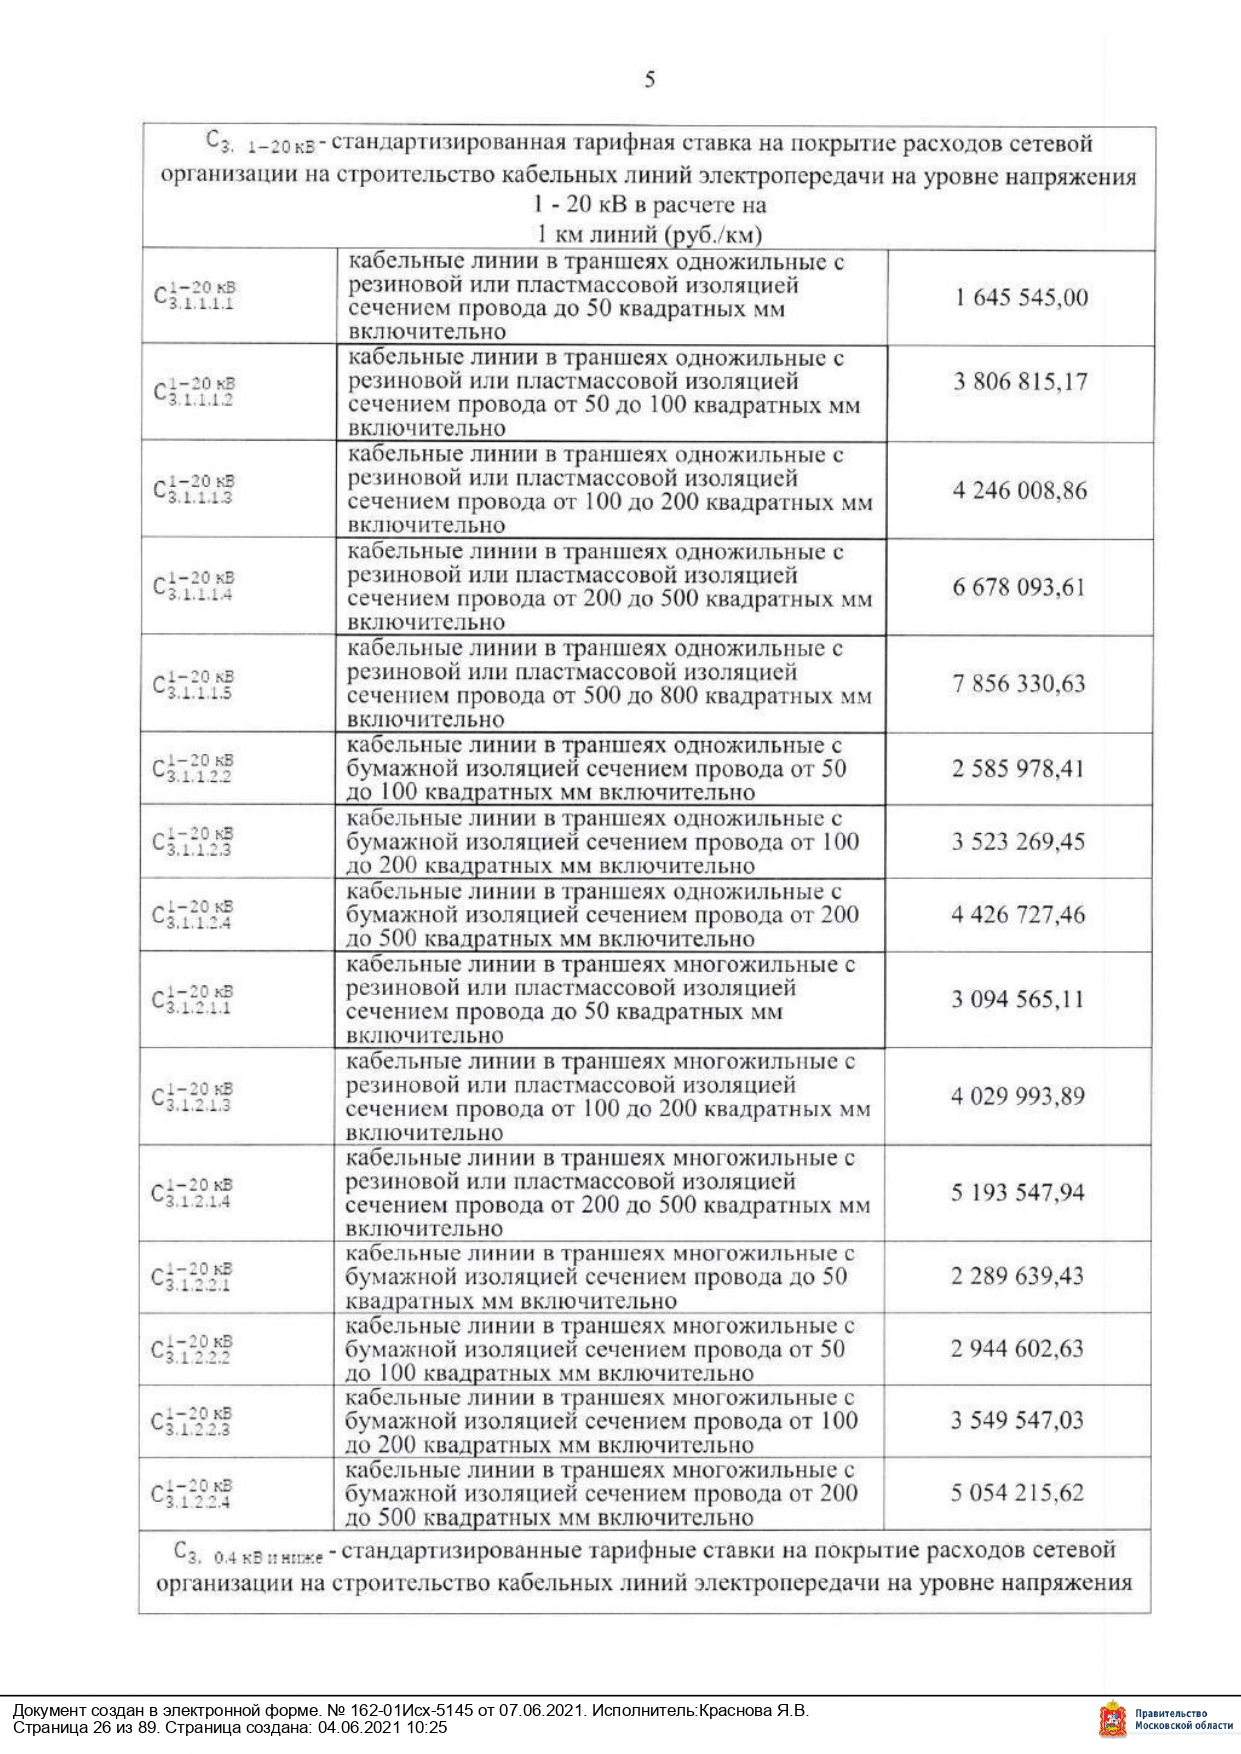 5
С3. 1−20 кВ - стандартизированная тарифная ставка на покрытие расходов сетевой
организации на строительство кабельных линий электропередачи на уровне напряжения
1 - 20 кВ в расчете на
1 км линий (руб./км)
С 1−20 кВ 3.1.1.1.1
кабельные линии в траншеях одножильные с
резиновой или пластмассовой изоляцией
сечением провода до 50 квадратных мм
включительно
1 645 545,00
С 1−20 кВ 3.1.1.1.2
кабельные линии в траншеях одножильные с
резиновой или пластмассовой изоляцией
сечением провода от 50 до 100 квадратных мм
включительно
3 806 815,17
С 1−20 кВ 3.1.1.1.3
кабельные линии в траншеях одножильные с
резиновой или пластмассовой изоляцией
сечением провода от 100 до 200 квадратных мм
включительно
4 246 008,86
С 1−20 кВ 3.1.1.1.4
кабельные линии в траншеях одножильные с
резиновой или пластмассовой изоляцией
сечением провода от 200 до 500 квадратных мм
включительно
6 678 093,61
С 1−20 кВ 3.1.1.1.5
кабельные линии в траншеях одножильные с
резиновой или пластмассовой изоляцией
сечением провода от 500 до 800 квадратных мм
включительно
7 856 330,63
С 1−20 кВ 3.1.1.2.2
кабельные линии в траншеях одножильные с
бумажной изоляцией сечением провода от 50
до 100 квадратных мм включительно
2 585 978,41
С 1−20 кВ 3.1.1.2.3
кабельные линии в траншеях одножильные с
бумажной изоляцией сечением провода от 100
до 200 квадратных мм включительно
3 523 269,45
С 1−20 кВ 3.1.1.2.4
кабельные линии в траншеях одножильные с
бумажной изоляцией сечением провода от 200
до 500 квадратных мм включительно
4 426 727,46
С 1−20 кВ 3.1.2.1.1
кабельные линии в траншеях многожильные с
резиновой или пластмассовой изоляцией
сечением провода до 50 квадратных мм
включительно
3 094 565,11
С 1−20 кВ 3.1.2.1.3
кабельные линии в траншеях многожильные с
резиновой или пластмассовой изоляцией
сечением провода от 100 до 200 квадратных мм
включительно
4 029 993,89
С 1−20 кВ 3.1.2.1.4
кабельные линии в траншеях многожильные с
резиновой или пластмассовой изоляцией
сечением провода от 200 до 500 квадратных мм
включительно
5 193 547,94
С 1−20 кВ 3.1.2.2.1
кабельные линии в траншеях многожильные с
бумажной изоляцией сечением провода до 50
квадратных мм включительно
2 289 639,43
С 1−20 кВ 3.1.2.2.2
кабельные линии в траншеях многожильные с
бумажной изоляцией сечением провода от 50
до 100 квадратных мм включительно
2 944 602,63
С 1−20 кВ 3.1.2.2.3
кабельные линии в траншеях многожильные с
бумажной изоляцией сечением провода от 100
до 200 квадратных мм включительно
3 549 547,03
С 1−20 кВ 3.1.2.2.4
кабельные линии в траншеях многожильные с
бумажной изоляцией сечением провода от 200
до 500 квадратных мм включительно
5 054 215,62
С3. 0.4 кВ и ниже - стандартизированные тарифные ставки на покрытие расходов сетевой
организации на строительство кабельных линий электропередачи на уровне напряжения
Документ создан в электронной форме. № 162-01Исх-5145 от 07.06.2021. Исполнитель:Краснова Я.В.
Страница 26 из 89. Страница создана: 04.06.2021 10:25
Правительство
Московской области